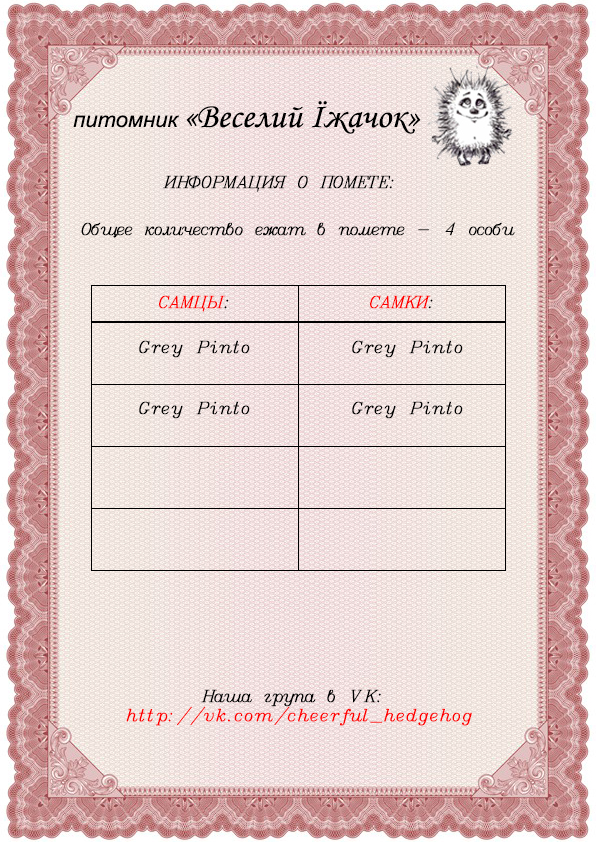 питомник «Веселий Їжачок»
ИНФОРМАЦИЯ О ПОМЕТЕ:
Общее количество ежат в помете - 4 особи
САМЦЫ: САМКИ:
Grey Pinto Grey Pinto
Grey Pinto Grey Pinto
Наша група в VK:
http://vk.com/cheerful_hedgehog